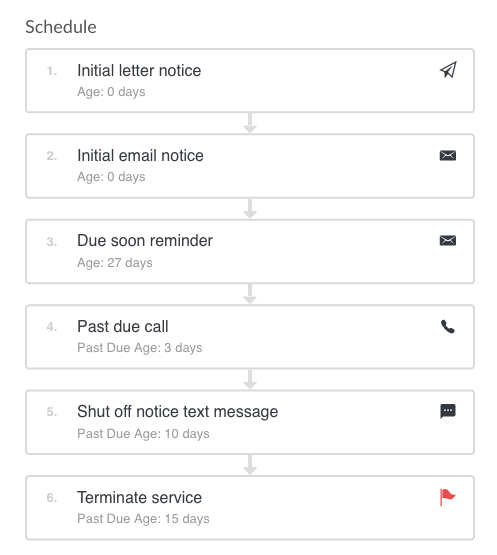 Schedule
1. Initial letter notice
Age: 0 days
2. Initial email notice
Age: 0 days
3. Due soon reminder
Age: 27 days
4. Past due call
Past Due Age: 3 days
5. Shut off notice text message
Past Due Age: 10 days
6. Terminate service
Past Due Age: 15 days